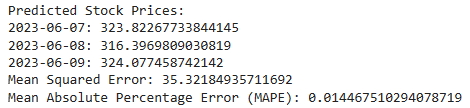 Predicted Stock Prices:
2023-06-07: 323.82267733844145
2023-06-08: 316.3969809030819
2023-06-09: 324.077458742142
Mean Squared Error: 35.32184935711692
Mean Absolute Percentage Error (MAPE): 0.014467510294078719